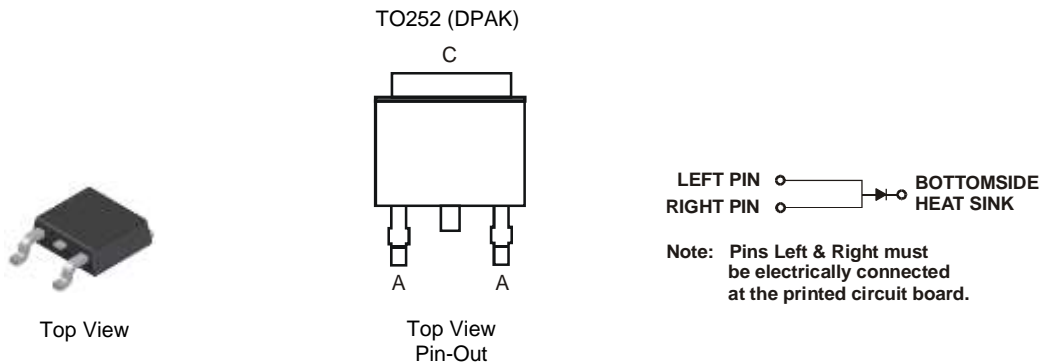 TO252 (DPAK)
C
A A
Top View
Top View
Pin-Out
LEFT PIN
RIGHT PIN
BOTTOMSIDE
HEAT SINK
Note: Pins Left & Right must
be electrically connected
at the printed circuit board.